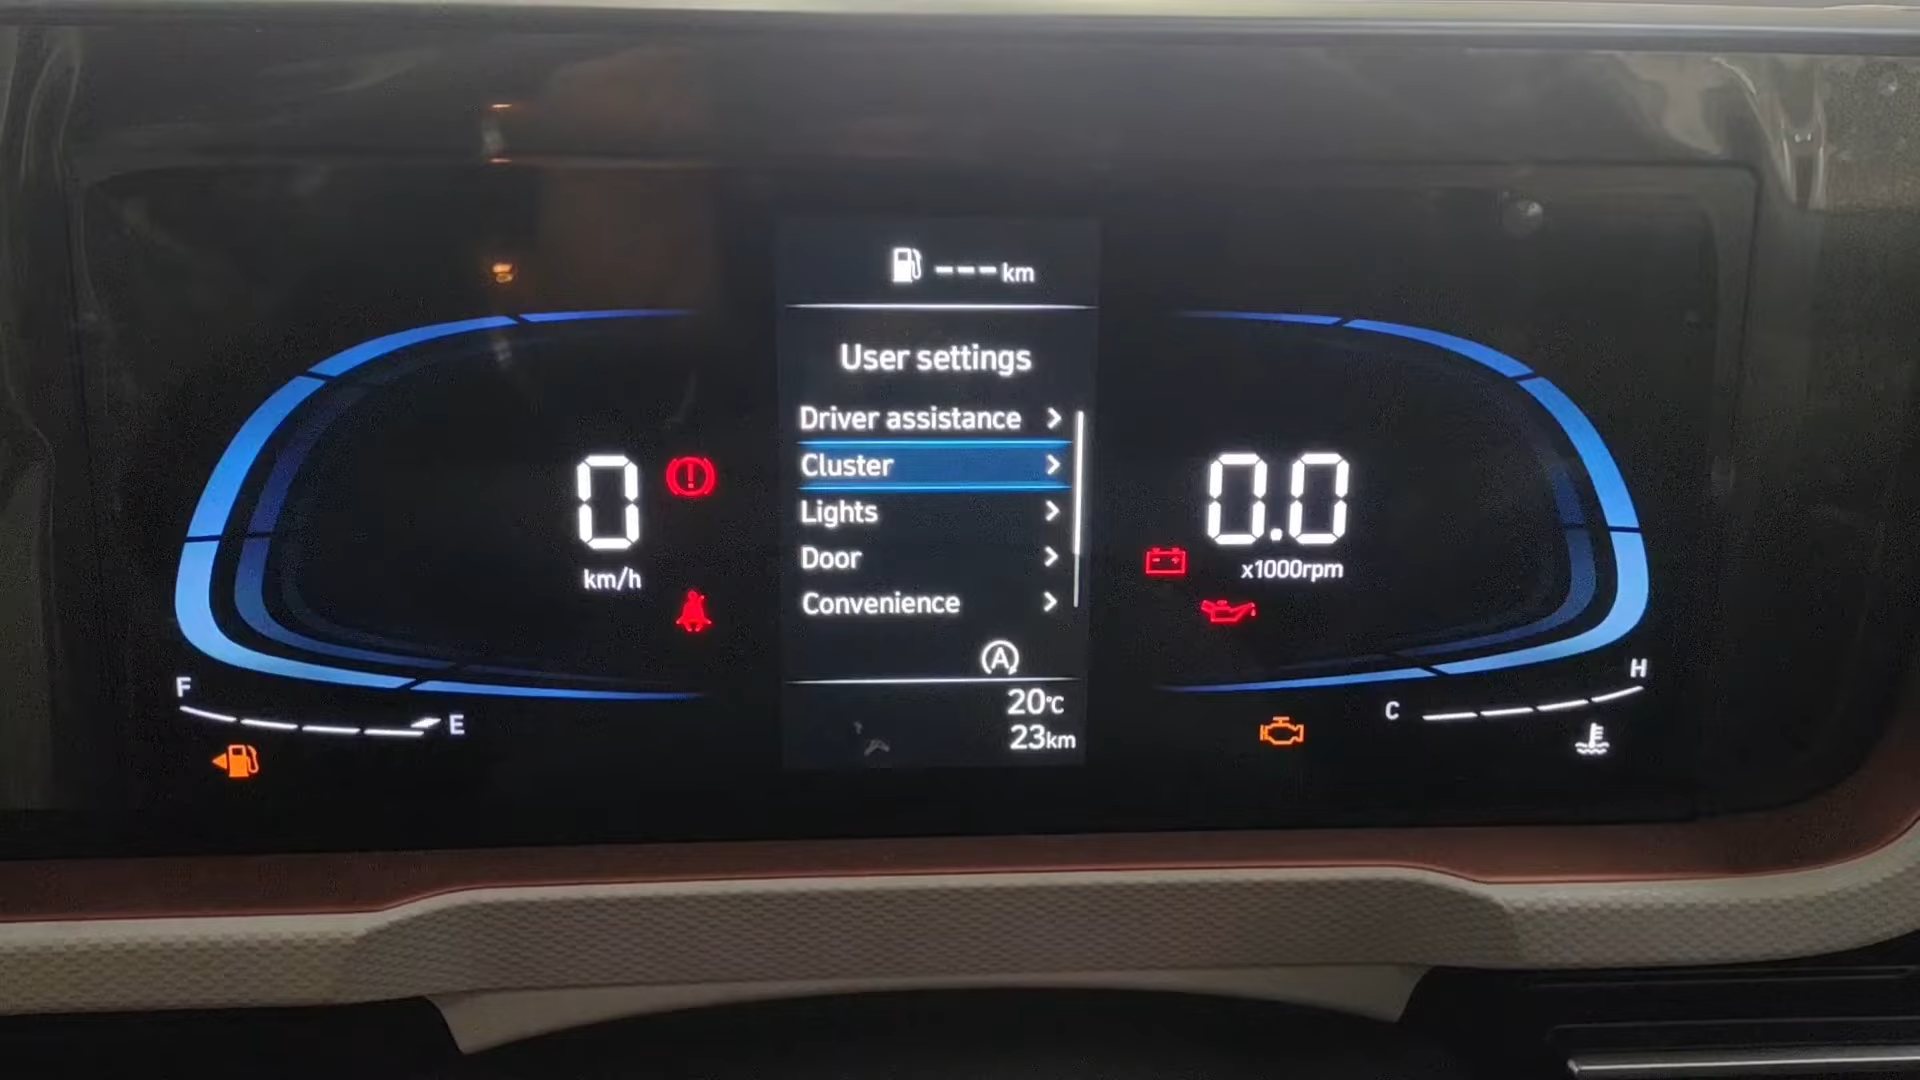 ---km
User settings
Driver assistance >
Cluster >
Lights >
Door >
Convenience >
A
20°C
23km
0
km/h
0.0
x1000rpm
F
E
C
H